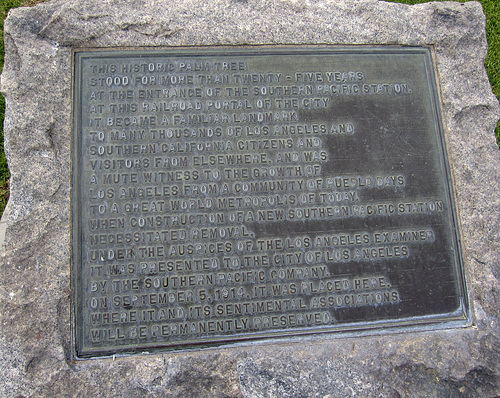 THIS HISTORIC PALM TREE
STOOD FOR MORE THAN TWENTY-FIVE YEARS
AT THE ENTRANCE OF THE SOUTHERN PACIFIC STATION.
AT THIS RAILROAD PORTAL OF THE CITY
IT BECAME A FAMILIAR LANDMARK
TO MANY THOUSANDS OF LOS ANGELES AND
SOUTHERN CALIFORNIA CITIZENS AND
VISITORS FROM ELSEWHERE, AND WAS
A MUTE WITNESS TO THE GROWTH OF
LOS ANGELES FROM A COMMUNITY OF PUEBLO DAYS
TO A GREAT WORLD METROPOLIS OF TODAY.
WHEN CONSTRUCTION OF A NEW SOUTHERN PACIFIC STATION
NECESSITATED REMOVAL,
UNDER THE AUSPICES OF THE LOS ANGELES EXAMINER
IT WAS PRESENTED TO THE CITY OF LOS ANGELES
BY THE SOUTHERN PACIFIC COMPANY.
ON SEPTEMBER 5, 1914, IT WAS PLACED HERE,
WHERE IT AND ITS SENTIMENTAL ASSOCIATIONS
WILL BE PERMANENTLY PRESERVED.